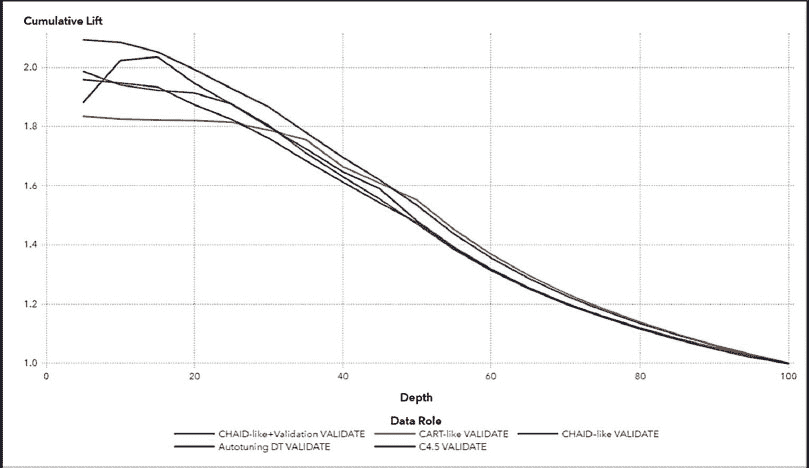 Cumulative Lift
2.0
1.8
1.6
1.4
1.2
1.0
0 20 40 60 80 100
Depth
Data Role
CHAID-like+Validation VALIDATE CART-like VALIDATE CHAID-like VALIDATE
Autotuning DT VALIDATE C4.5 VALIDATE